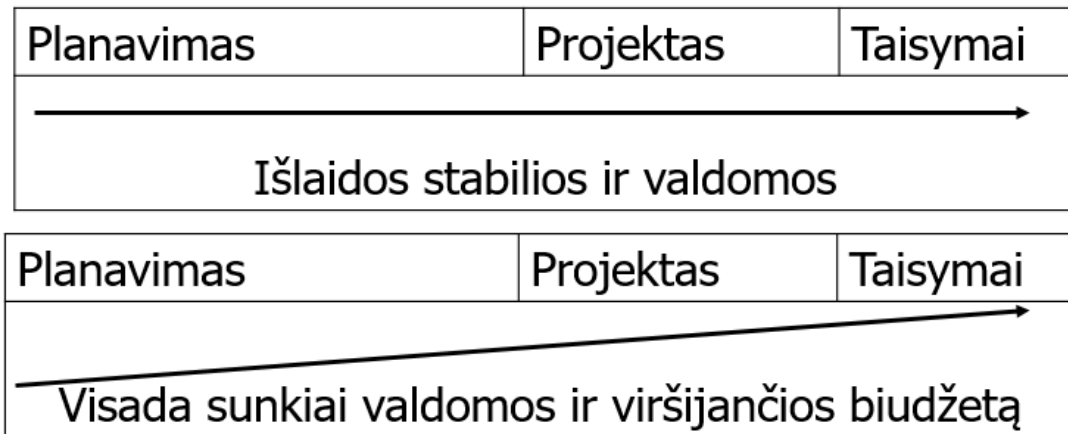 Planavimas Projektas Taisymai
Išlaidos stabilios ir valdomos
Planavimas Projektas Taisymai
Visada sunkiai valdomos ir viršijančios biudžetą